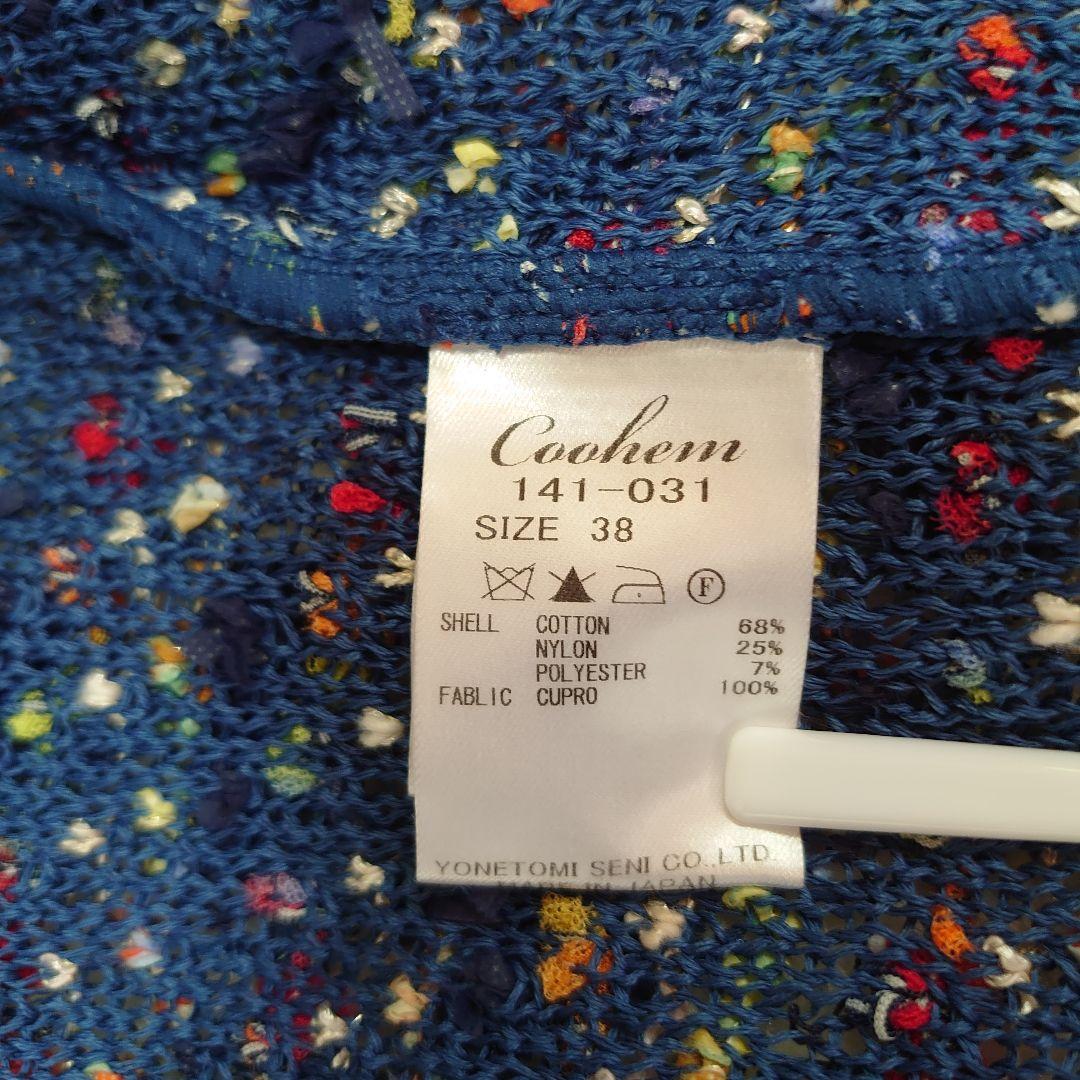 Coohem
141-031
SIZE 38
F
SHELL COTTON 68%
NYLON 25%
POLYESTER 7%
FABLIC CUPRO 100%
YONETOMI SENI CO.,LTD.
MADE IN JAPAN